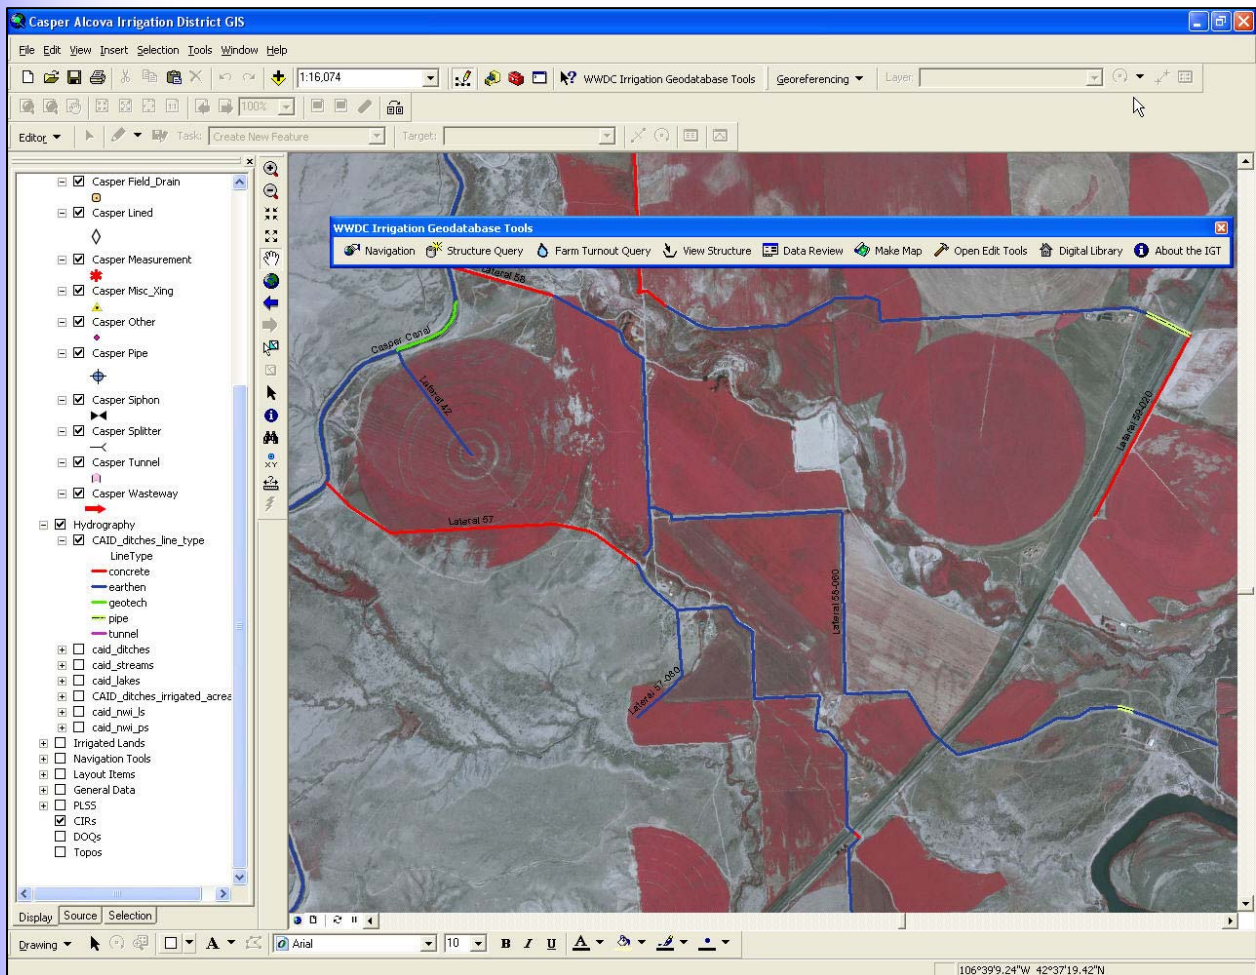 Casper Alcova Irrigation District GIS
File Edit View Insert Selection Tools Window Help
1:16,074 WWDC Irrigation Geodatabase Tools Georeferencing Layer:
100%
Editor Task: Create New Feature Target:
Casper Field_Drain
Casper Lined
Casper Measurement
Casper Misc_Xing
Casper Other
Casper Pipe
Casper Siphon
Casper Splitter
Casper Tunnel
Casper Wasteway
Hydrography
CAID_ditches_line_type
LineType
concrete
earthen
geotech
pipe
tunnel
caid_ditches
caid_streams
caid_lakes
CAID_ditches_irrigated_acrea
caid_nwi_ls
caid_nwi_ps
Irrigated Lands
Navigation Tools
Layout Items
General Data
PLSS
CIRs
DOQs
Topos
Display Source Selection
WWDC Irrigation Geodatabase Tools
Navigation Structure Query Farm Turnout Query View Structure Data Review Make Map Open Edit Tools Digital Library About the IGT
Lateral 58
Casper Canal
Lateral 42
Lateral 59-020
Lateral 57
Lateral 58-060
Lateral 57-080
Drawing A Arial 10 B I U A
106°39'9.24"W 42°37'19.42"N